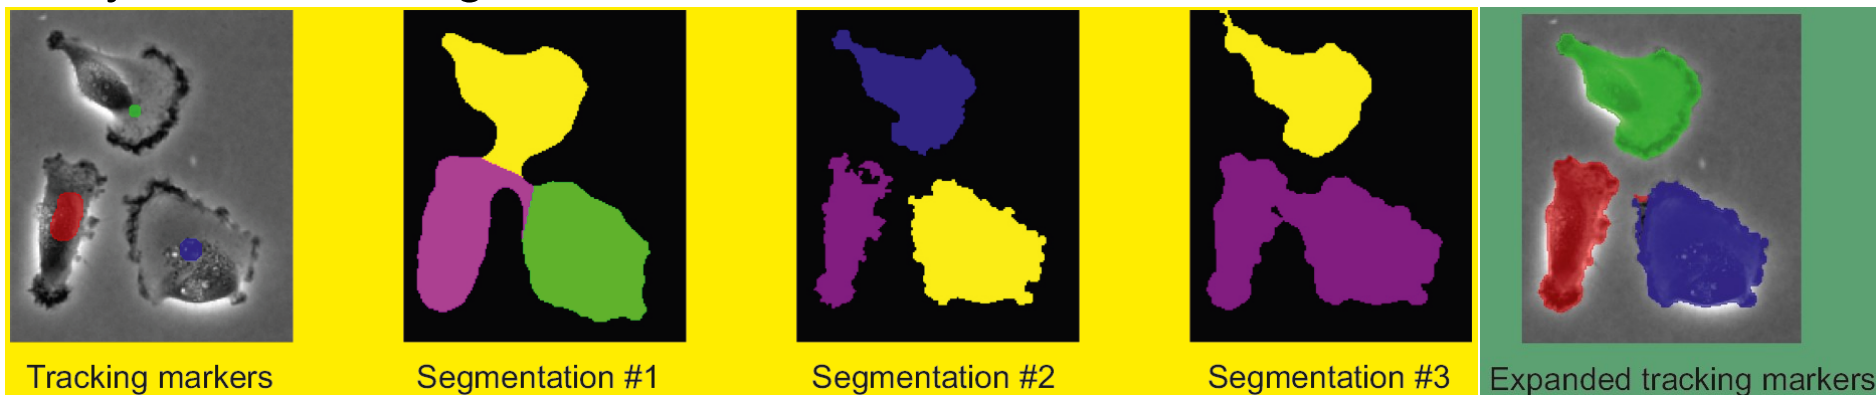 Tracking markers
Segmentation #1
Segmentation #2
Segmentation #3
Expanded tracking markers